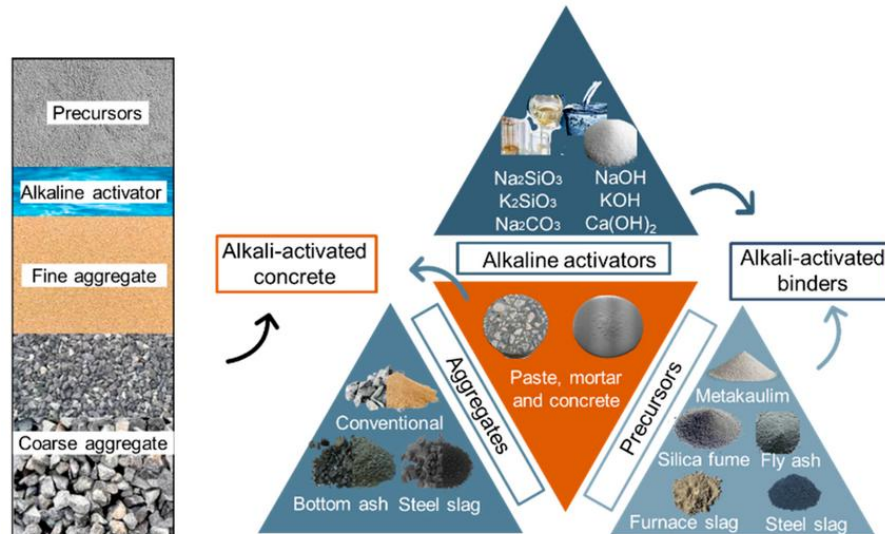 Precursors
Alkaline activator
Fine aggregate
Coarse aggregate
Alkali-activated
concrete
Na₂SiO₃ NaOH
K₂SiO₃ KOH
Na₂CO₃ Ca(OH)₂
Alkaline activators
Alkali-activated
binders
Paste, mortar
and concrete
Aggregates
Precursors
Conventional
Bottom ash Steel slag
Metakaulim
Silica fume Fly ash
Furnace slag Steel slag